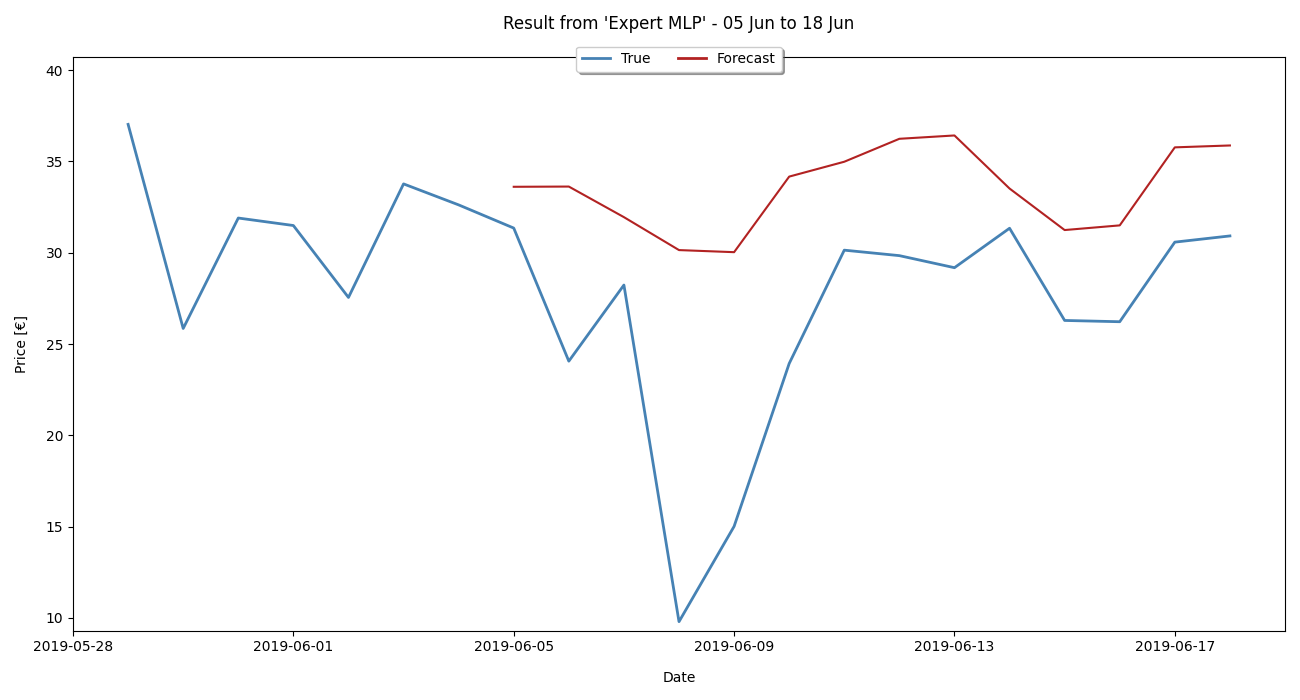 Result from 'Expert MLP' - 05 Jun to 18 Jun
True Forecast
40
35
30
25
20
15
10
Price [€]
2019-05-28 2019-06-01 2019-06-05 2019-06-09 2019-06-13 2019-06-17
Date